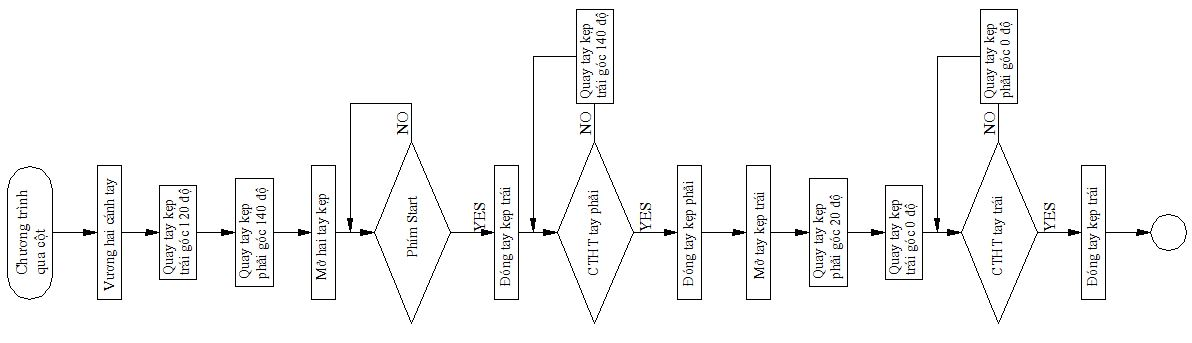 Chương trình
qua cột
Vương hai cánh tay
Quay tay kẹp
trái góc 120 độ
Quay tay kẹp
phải góc 140 độ
Mở hai tay kẹp
Phím Start
NO
YES
Đóng tay kẹp trái
CTHT tay phải
NO
Quay tay kẹp
trái góc 140 độ
YES
Đóng tay kẹp phải
Mở tay kẹp trái
Quay tay kẹp
phải góc 20 độ
Quay tay kẹp
trái góc 0 độ
CTHT tay trái
NO
Quay tay kẹp
phải góc 0 độ
YES
Đóng tay kẹp trái